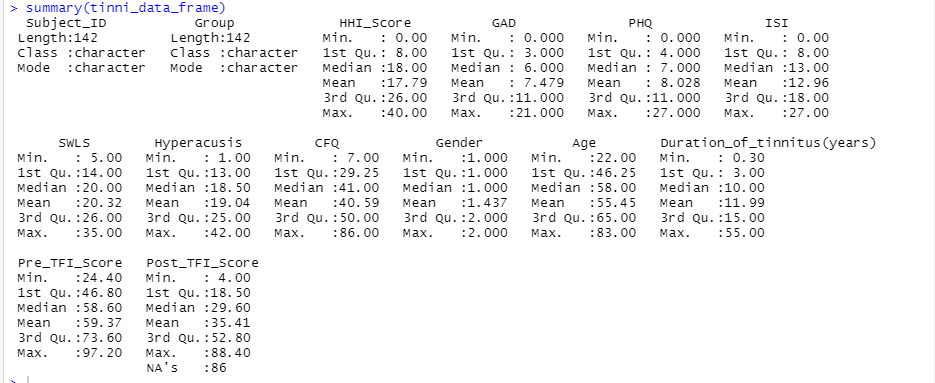 > summary(tinni_data_frame)
  Subject_ID            Group             HHI_Score          GAD              PHQ              ISI
 Length:142         Length:142         Min.   : 0.00   Min.   : 0.000   Min.   : 0.000   Min.   : 0.00
 Class :character   Class :character   1st Qu.: 8.00   1st Qu.: 3.000   1st Qu.: 4.000   1st Qu.: 8.00
 Mode  :character   Mode  :character   Median :18.00   Median : 6.000   Median : 7.000   Median :13.00
                                       Mean   :17.79   Mean   : 7.479   Mean   : 8.028   Mean   :12.96
                                       3rd Qu.:26.00   3rd Qu.:11.000   3rd Qu.:11.000   3rd Qu.:18.00
                                       Max.   :40.00   Max.   :21.000   Max.   :27.000   Max.   :27.00
      SWLS        Hyperacusis         CFQ            Gender           Age        Duration_of_tinnitus(years)
 Min.   : 5.00   Min.   : 1.00   Min.   : 7.00   Min.   :1.000   Min.   :22.00   Min.   : 0.30
 1st Qu.:14.00   1st Qu.:13.00   1st Qu.:29.25   1st Qu.:1.000   1st Qu.:46.25   1st Qu.: 3.00
 Median :20.00   Median :18.50   Median :41.00   Median :1.000   Median :58.00   Median :10.00
 Mean   :20.32   Mean   :19.04   Mean   :40.59   Mean   :1.437   Mean   :55.45   Mean   :11.99
 3rd Qu.:26.00   3rd Qu.:25.00   3rd Qu.:50.00   3rd Qu.:2.000   3rd Qu.:65.00   3rd Qu.:15.00
 Max.   :35.00   Max.   :42.00   Max.   :86.00   Max.   :2.000   Max.   :83.00   Max.   :55.00
 Pre_TFI_Score   Post_TFI_Score
 Min.   :24.40   Min.   : 4.00
 1st Qu.:46.80   1st Qu.:18.50
 Median :58.60   Median :29.60
 Mean   :59.37   Mean   :35.41
 3rd Qu.:73.60   3rd Qu.:52.80
 Max.   :97.20   Max.   :88.40
                 NA's   :86
>